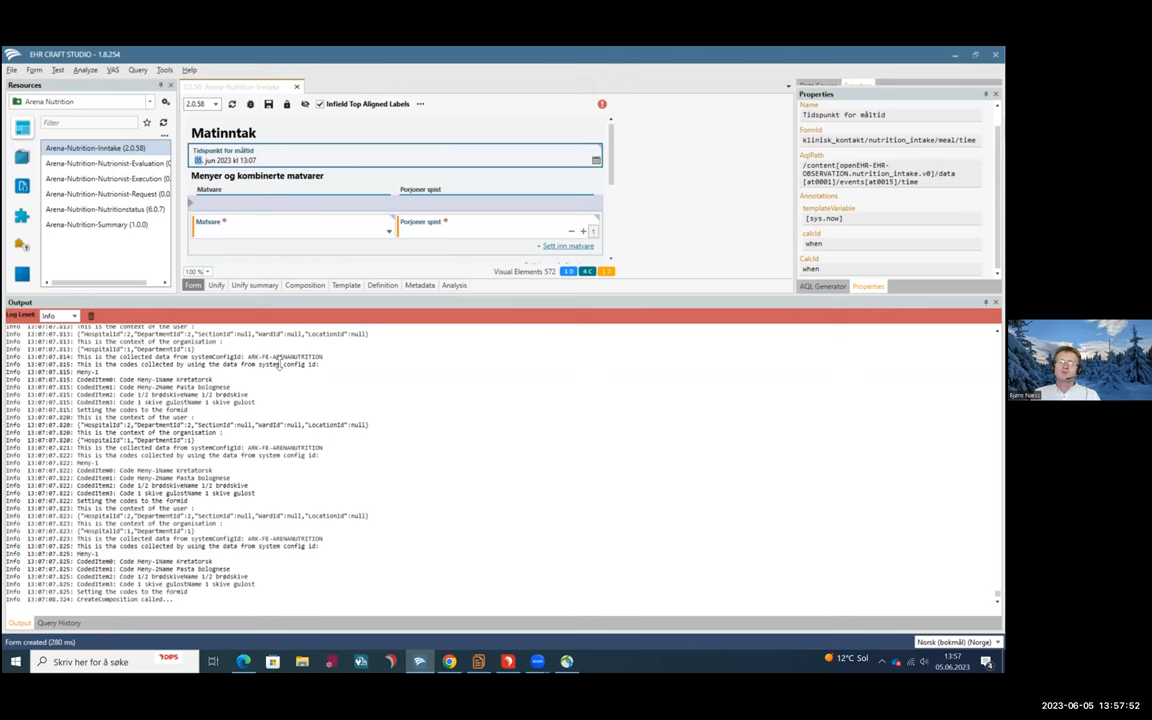 EHR CRAFT STUDIO - 1.8.254
File Form Test Analyze VAS Query Tools Help
Resources
Arena Nutrition
Filter
Arena-Nutrition-Inntake (2.0.58)
Arena-Nutrition-Nutrionist-Evaluation (
Arena-Nutrition-Nutrionist-Execution (0
Arena-Nutrition-Nutrionist-Request (0.0
Arena-Nutrition-Nutritionstatus (6.0.7)
Arena-Nutrition-Summary (1.0.0)
2.0.58: Arena-Nutrition-Inntake
2.0.58
Infield Top Aligned Labels
Matinntak
Tidspunkt for måltid
05. jun 2023 kl 13:07
Menyer og kombinerte matvarer
Matvare Porjoner spist
Matvare * Porjoner spist *
1
+ Sett inn matvare
100 % Visual Elements 572
Form Unify Unify summary Composition Template Definition Metadata Analysis
Properties
Name
Tidspunkt for måltid
FormId
klinisk_kontakt/nutrition_intake/meal/time
AqlPath
/content[openEHR-EHR-
OBSERVATION.nutrition_intake.v0]/data
[at0001]/events[at0015]/time
Annotations
templateVariable
[sys.now]
calcId
when
CalcId
when
AQL Generator Properties
Output
Log Level: Info
Info 13:07:07.813: This is the context of the user :
Info 13:07:07.813: {"HospitalId":2,"DepartmentId":2,"SectionId":null,"WardId":null,"LocationId":null}
Info 13:07:07.813: This is the context of the organisation :
Info 13:07:07.813: {"HospitalId":1,"DepartmentId":1}
Info 13:07:07.814: This is the collected data from systemConfigId: ARK-FE-ARENANUTRITION
Info 13:07:07.815: This is tha codes collected by using the data from system config id:
Info 13:07:07.815: Meny-1
Info 13:07:07.815: CodedItem0: Code Meny-1Name Kretatorsk
Info 13:07:07.815: CodedItem1: Code Meny-2Name Pasta bolognese
Info 13:07:07.815: CodedItem2: Code 1/2 brødskiveName 1/2 brødskive
Info 13:07:07.815: CodedItem3: Code 1 skive gulostName 1 skive gulost
Info 13:07:07.815: Setting the codes to the formid
Info 13:07:07.820: This is the context of the user :
Info 13:07:07.820: {"HospitalId":2,"DepartmentId":2,"SectionId":null,"WardId":null,"LocationId":null}
Info 13:07:07.820: This is the context of the organisation :
Info 13:07:07.820: {"HospitalId":1,"DepartmentId":1}
Info 13:07:07.821: This is the collected data from systemConfigId: ARK-FE-ARENANUTRITION
Info 13:07:07.822: This is tha codes collected by using the data from system config id:
Info 13:07:07.822: Meny-1
Info 13:07:07.822: CodedItem0: Code Meny-1Name Kretatorsk
Info 13:07:07.822: CodedItem1: Code Meny-2Name Pasta bolognese
Info 13:07:07.822: CodedItem2: Code 1/2 brødskiveName 1/2 brødskive
Info 13:07:07.822: CodedItem3: Code 1 skive gulostName 1 skive gulost
Info 13:07:07.822: Setting the codes to the formid
Info 13:07:07.823: This is the context of the user :
Info 13:07:07.823: {"HospitalId":2,"DepartmentId":2,"SectionId":null,"WardId":null,"LocationId":null}
Info 13:07:07.823: This is the context of the organisation :
Info 13:07:07.823: {"HospitalId":1,"DepartmentId":1}
Info 13:07:07.823: This is the collected data from systemConfigId: ARK-FE-ARENANUTRITION
Info 13:07:07.825: This is tha codes collected by using the data from system config id:
Info 13:07:07.825: Meny-1
Info 13:07:07.825: CodedItem0: Code Meny-1Name Kretatorsk
Info 13:07:07.825: CodedItem1: Code Meny-2Name Pasta bolognese
Info 13:07:07.825: CodedItem2: Code 1/2 brødskiveName 1/2 brødskive
Info 13:07:07.825: CodedItem3: Code 1 skive gulostName 1 skive gulost
Info 13:07:07.825: Setting the codes to the formid
Info 13:07:08.324: CreateComposition called...
Output Query History
Form created (280 ms)
Norsk (bokmål) (Norge)
Skriv her for å søke
DIPS
12°C Sol
13:57
05.06.2023
4
Bjørn Næss
2023-06-05 13:57:52